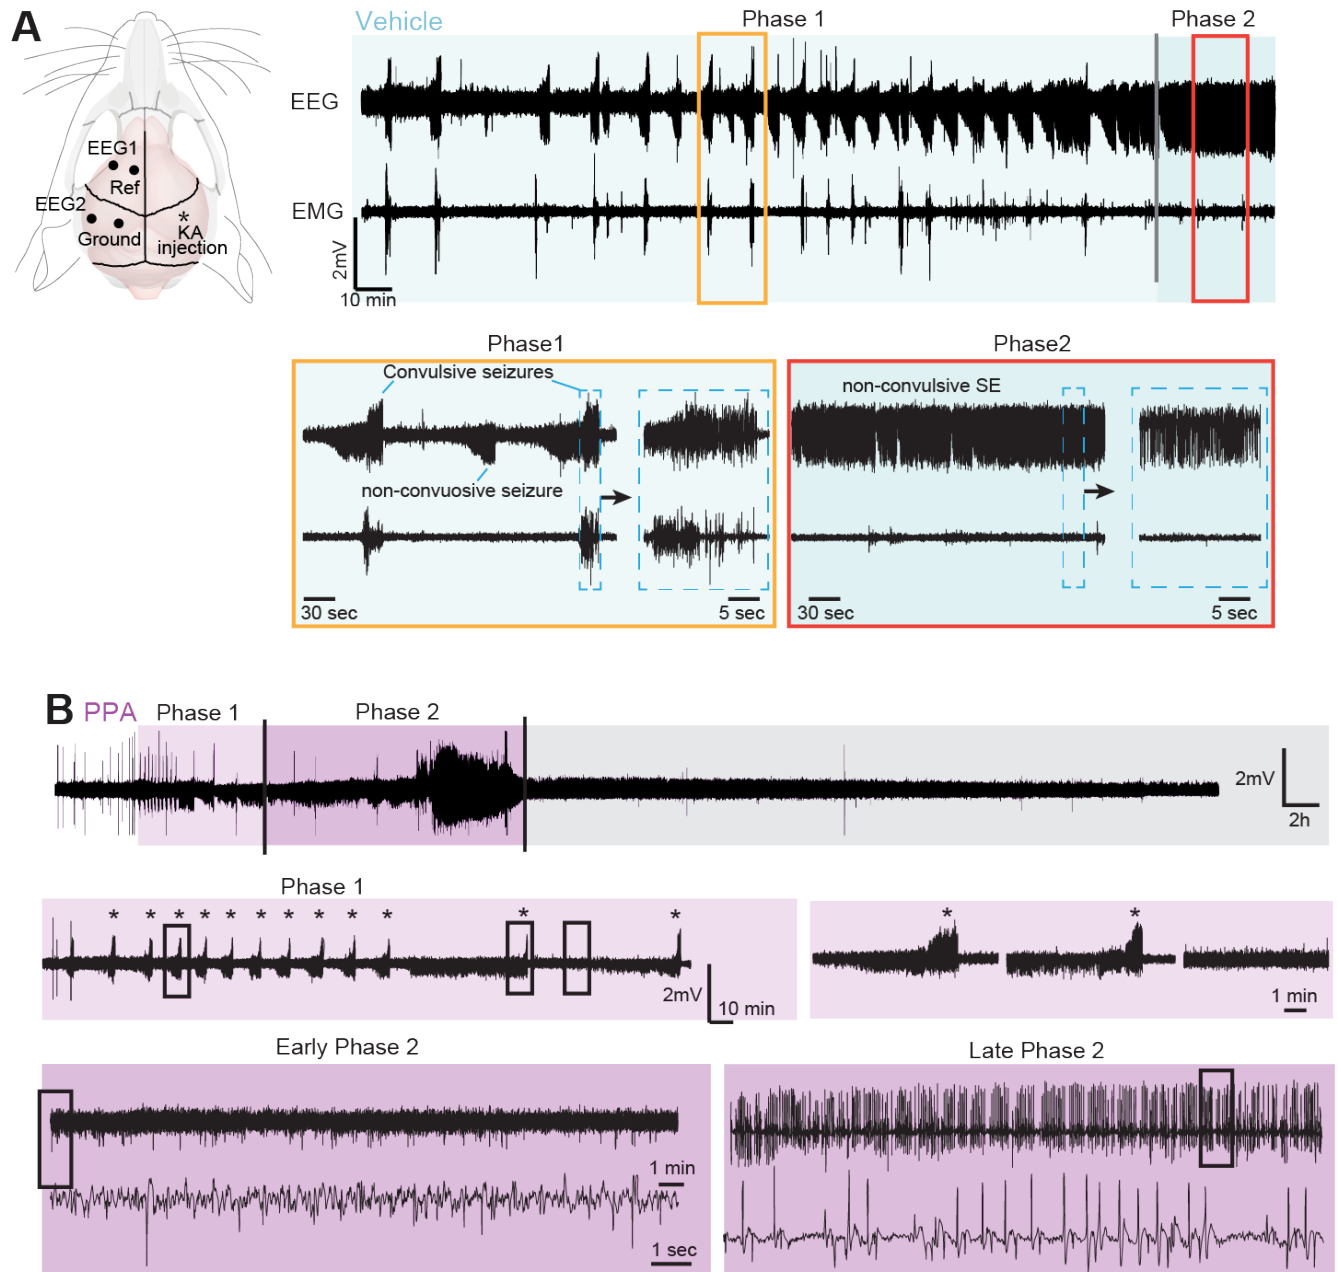 A
Vehicle
Phase 1
Phase 2
EEG
EMG
2mV
10 min
EEG1
Ref
EEG2
Ground
*
KA
injection
Phase1
Convulsive seizures
non-convuosive seizure
30 sec
5 sec
Phase2
non-convulsive SE
30 sec
5 sec
B
PPA
Phase 1
Phase 2
2mV
2h
Phase 1
* * * * * * * * * * * *
2mV
10 min
* *
1 min
Early Phase 2
1 min
1 sec
Late Phase 2